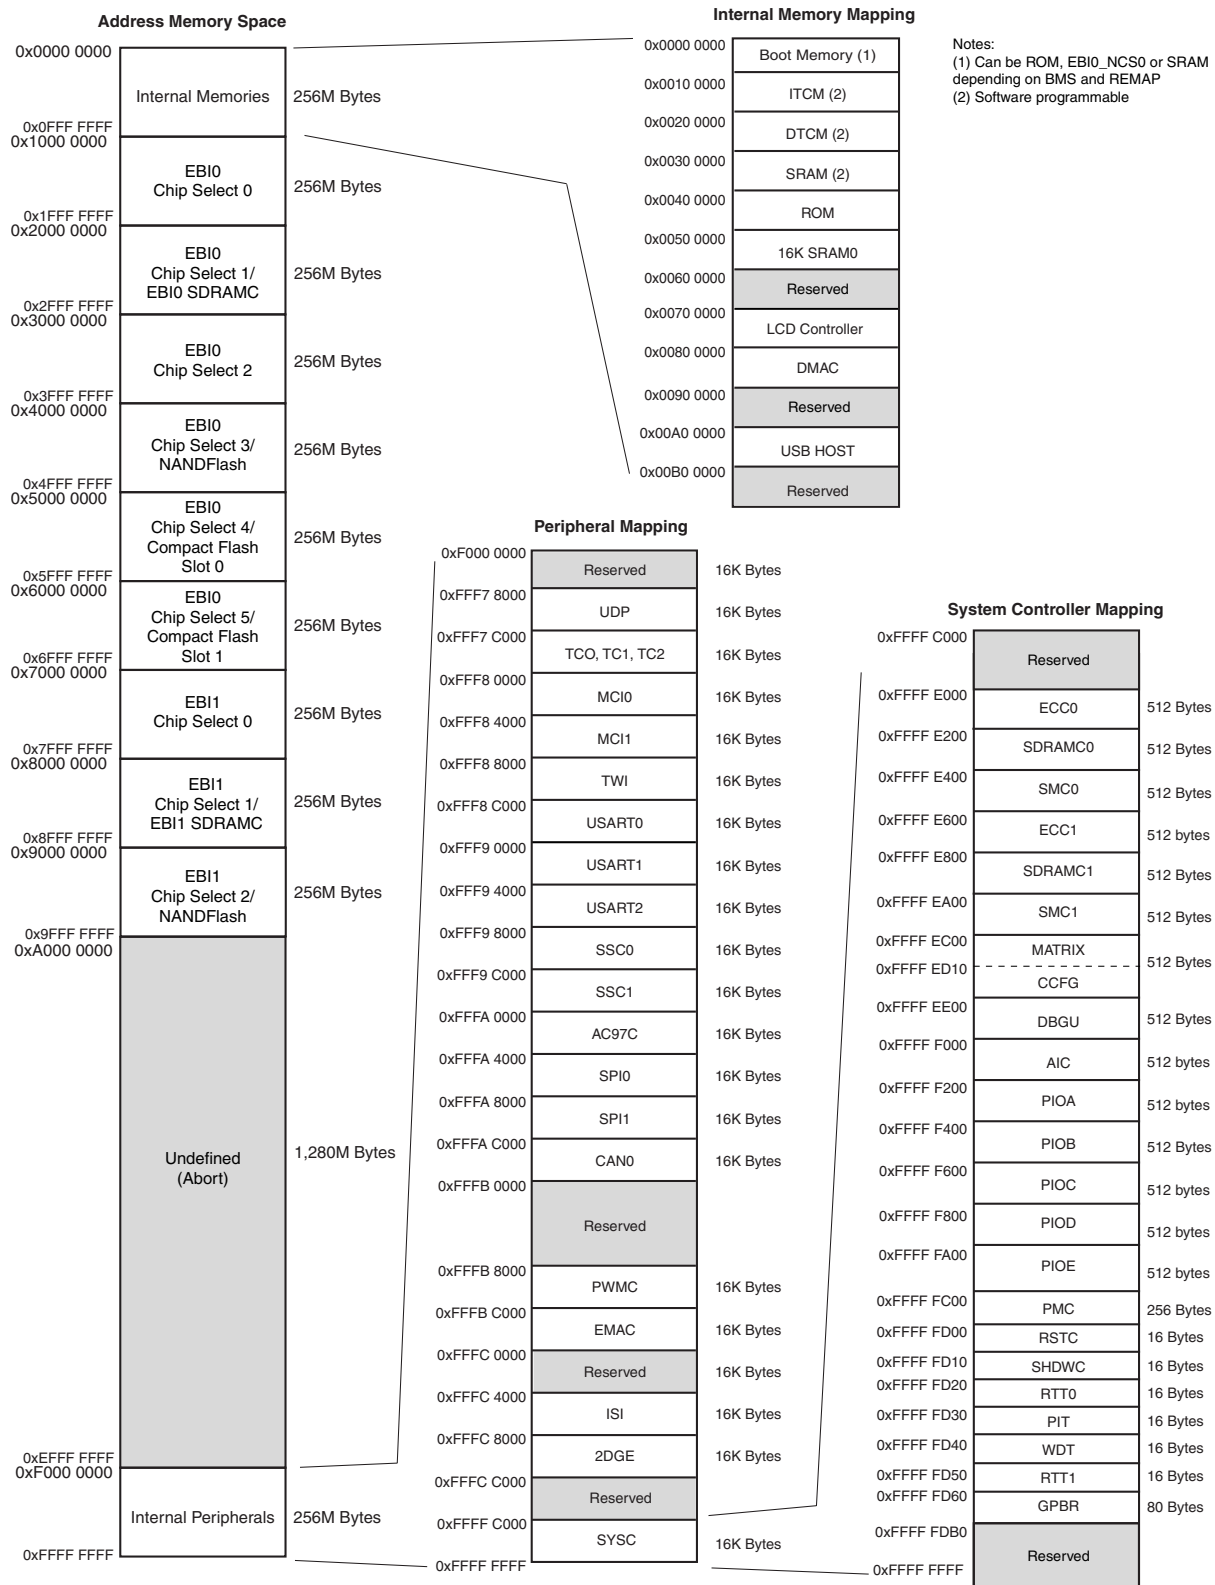 Address Memory Space
0x0000 0000
Internal Memories
256M Bytes
0x0FFF FFFF
0x1000 0000
EBI0
Chip Select 0
256M Bytes
0x1FFF FFFF
0x2000 0000
EBI0
Chip Select 1/
EBI0 SDRAMC
256M Bytes
0x2FFF FFFF
0x3000 0000
EBI0
Chip Select 2
256M Bytes
0x3FFF FFFF
0x4000 0000
EBI0
Chip Select 3/
NANDFlash
256M Bytes
0x4FFF FFFF
0x5000 0000
EBI0
Chip Select 4/
Compact Flash
Slot 0
256M Bytes
0x5FFF FFFF
0x6000 0000
EBI0
Chip Select 5/
Compact Flash
Slot 1
256M Bytes
0x6FFF FFFF
0x7000 0000
EBI1
Chip Select 0
256M Bytes
0x7FFF FFFF
0x8000 0000
EBI1
Chip Select 1/
EBI1 SDRAMC
256M Bytes
0x8FFF FFFF
0x9000 0000
EBI1
Chip Select 2/
NANDFlash
256M Bytes
0x9FFF FFFF
0xA000 0000
Undefined
(Abort)
1,280M Bytes
0xEFFF FFFF
0xF000 0000
Internal Peripherals
256M Bytes
0xFFFF FFFF
Internal Memory Mapping
0x0000 0000
Boot Memory (1)
0x0010 0000
ITCM (2)
0x0020 0000
DTCM (2)
0x0030 0000
SRAM (2)
0x0040 0000
ROM
0x0050 0000
16K SRAM0
0x0060 0000
Reserved
0x0070 0000
LCD Controller
0x0080 0000
DMAC
0x0090 0000
Reserved
0x00A0 0000
USB HOST
0x00B0 0000
Reserved
Notes:
(1) Can be ROM, EBI0_NCS0 or SRAM
depending on BMS and REMAP
(2) Software programmable
Peripheral Mapping
0xF000 0000
Reserved
16K Bytes
0xFFF7 8000
UDP
16K Bytes
0xFFF7 C000
TCO, TC1, TC2
16K Bytes
0xFFF8 0000
MCI0
16K Bytes
0xFFF8 4000
MCI1
16K Bytes
0xFFF8 8000
TWI
16K Bytes
0xFFF8 C000
USART0
16K Bytes
0xFFF9 0000
USART1
16K Bytes
0xFFF9 4000
USART2
16K Bytes
0xFFF9 8000
SSC0
16K Bytes
0xFFF9 C000
SSC1
16K Bytes
0xFFFA 0000
AC97C
16K Bytes
0xFFFA 4000
SPI0
16K Bytes
0xFFFA 8000
SPI1
16K Bytes
0xFFFA C000
CAN0
16K Bytes
0xFFFB 0000
Reserved
0xFFFB 8000
PWMC
16K Bytes
0xFFFB C000
EMAC
16K Bytes
0xFFFC 0000
Reserved
16K Bytes
0xFFFC 4000
ISI
16K Bytes
0xFFFC 8000
2DGE
16K Bytes
0xFFFC C000
Reserved
0xFFFF C000
SYSC
16K Bytes
0xFFFF FFFF
System Controller Mapping
0xFFFF C000
Reserved
0xFFFF E000
ECC0
512 Bytes
0xFFFF E200
SDRAMC0
512 Bytes
0xFFFF E400
SMC0
512 Bytes
0xFFFF E600
ECC1
512 bytes
0xFFFF E800
SDRAMC1
512 Bytes
0xFFFF EA00
SMC1
512 Bytes
0xFFFF EC00
MATRIX
512 Bytes
0xFFFF ED10
CCFG
0xFFFF EE00
DBGU
512 Bytes
0xFFFF F000
AIC
512 bytes
0xFFFF F200
PIOA
512 bytes
0xFFFF F400
PIOB
512 Bytes
0xFFFF F600
PIOC
512 bytes
0xFFFF F800
PIOD
512 bytes
0xFFFF FA00
PIOE
512 bytes
0xFFFF FC00
PMC
256 Bytes
0xFFFF FD00
RSTC
16 Bytes
0xFFFF FD10
SHDWC
16 Bytes
0xFFFF FD20
RTT0
16 Bytes
0xFFFF FD30
PIT
16 Bytes
0xFFFF FD40
WDT
16 Bytes
0xFFFF FD50
RTT1
16 Bytes
0xFFFF FD60
GPBR
80 Bytes
0xFFFF FDB0
Reserved
0xFFFF FFFF